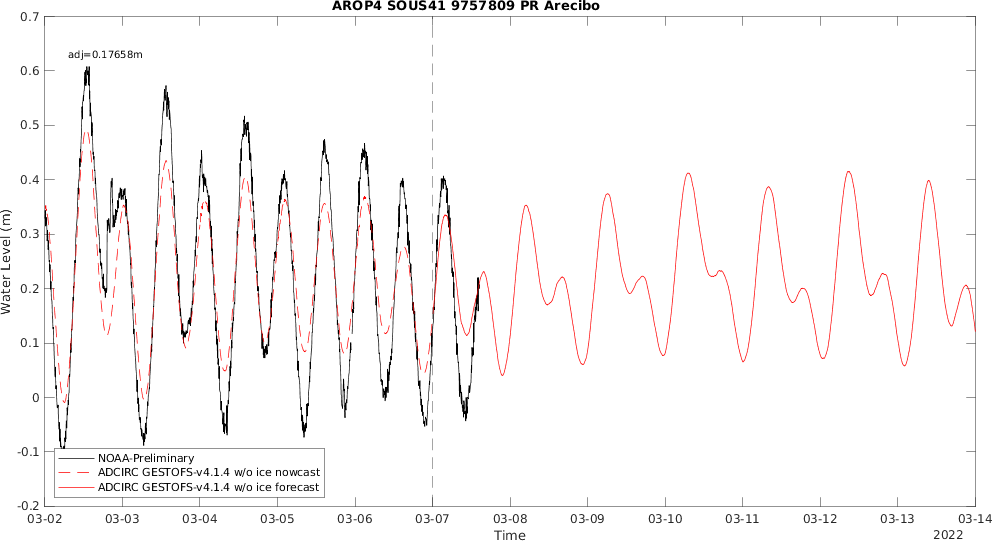 AROP4 SOUS41 9757809 PR Arecibo
adj=0.17658m
0.7
0.6
0.5
0.4
0.3
0.2
0.1
0
-0.1
-0.2
Water Level (m)
NOAA-Preliminary
ADCIRC GESTOFS-v4.1.4 w/o ice nowcast
ADCIRC GESTOFS-v4.1.4 w/o ice forecast
03-02 03-03 03-04 03-05 03-06 03-07 03-08 03-09 03-10 03-11 03-12 03-13 03-14
Time
2022